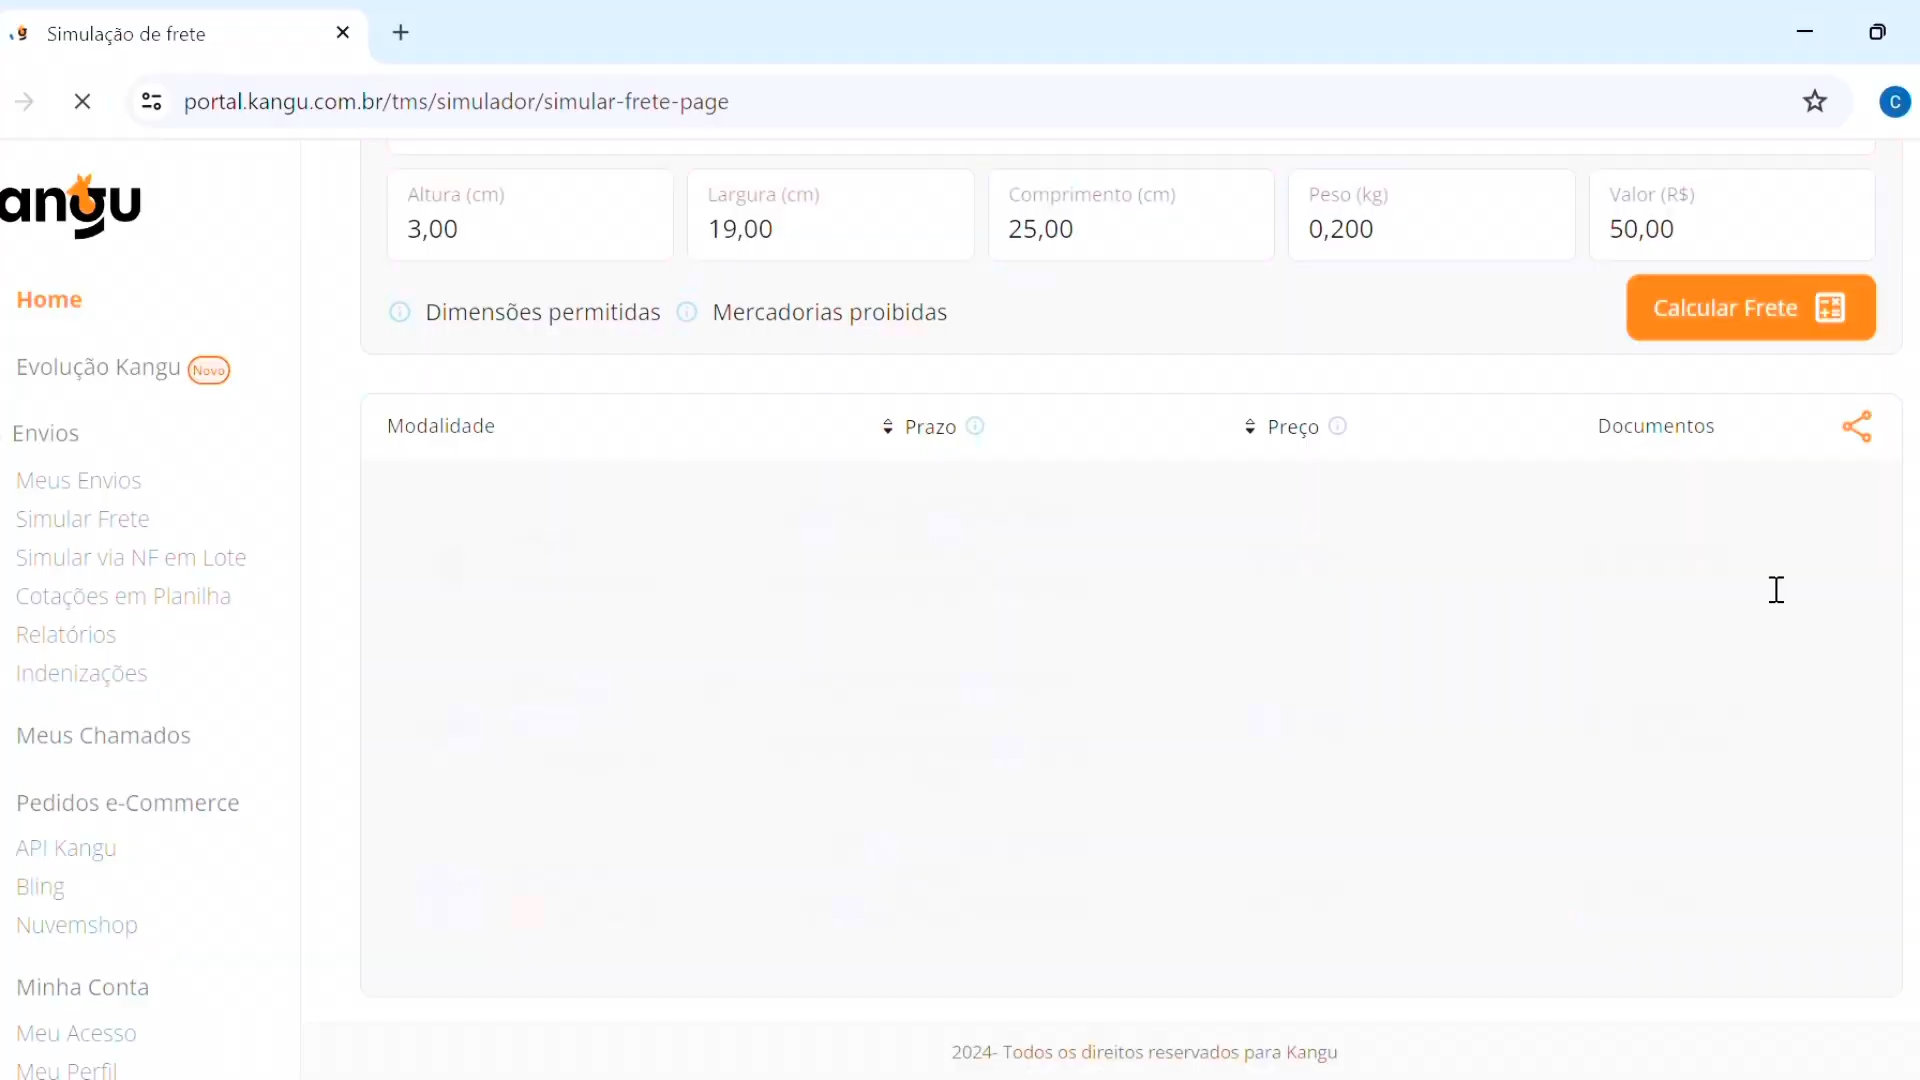 Simulação de frete
portal.kangu.com.br/tms/simulador/simular-frete-page
C
angu
Altura (cm)
3,00
Largura (cm)
19,00
Comprimento (cm)
25,00
Peso (kg)
0,200
Valor (R$)
50,00
Dimensões permitidas
Mercadorias proibidas
Calcular Frete
Modalidade
Prazo
Preço
Documentos
Home
Evolução Kangu Novo
Envios
Meus Envios
Simular Frete
Simular via NF em Lote
Cotações em Planilha
Relatórios
Indenizações
Meus Chamados
Pedidos e-Commerce
API Kangu
Bling
Nuvemshop
Minha Conta
Meu Acesso
Meu Perfil
2024- Todos os direitos reservados para Kangu